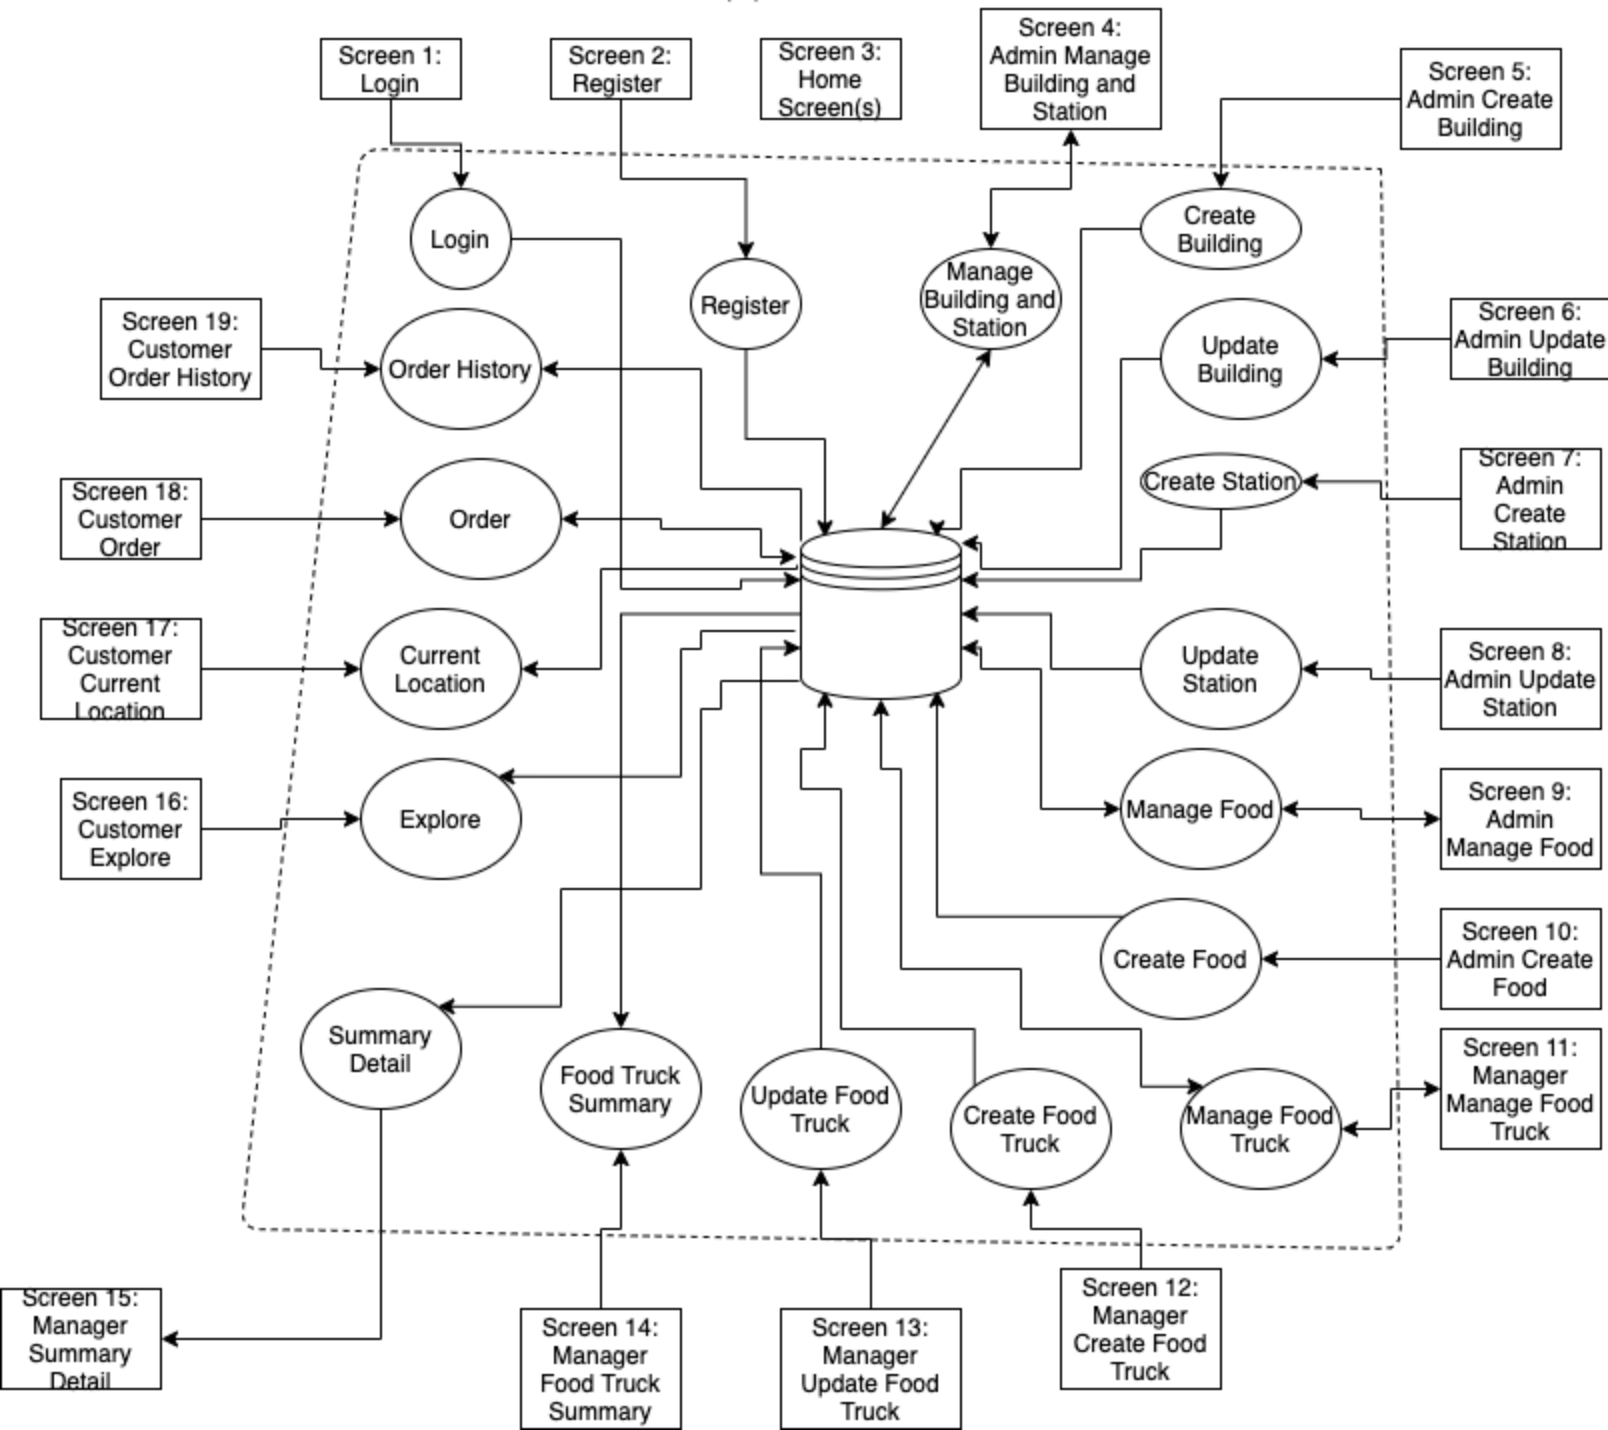 Screen 1:
Login
Screen 2:
Register
Screen 3:
Home
Screen(s)
Screen 4:
Admin Manage
Building and
Station
Screen 5:
Admin Create
Building
Login
Register
Manage
Building and
Station
Create
Building
Screen 19:
Customer
Order History
Order History
Update
Building
Screen 6:
Admin Update
Building
Screen 18:
Customer
Order
Order
Create Station
Screen 7:
Admin
Create
Station
Screen 17:
Customer
Current
Location
Current
Location
Update
Station
Screen 8:
Admin Update
Station
Screen 16:
Customer
Explore
Explore
Manage Food
Screen 9:
Admin
Manage Food
Create Food
Screen 10:
Admin Create
Food
Summary
Detail
Food Truck
Summary
Update Food
Truck
Create Food
Truck
Manage Food
Truck
Screen 11:
Manager
Manage Food
Truck
Screen 15:
Manager
Summary
Detail
Screen 14:
Manager
Food Truck
Summary
Screen 13:
Manager
Update Food
Truck
Screen 12:
Manager
Create Food
Truck